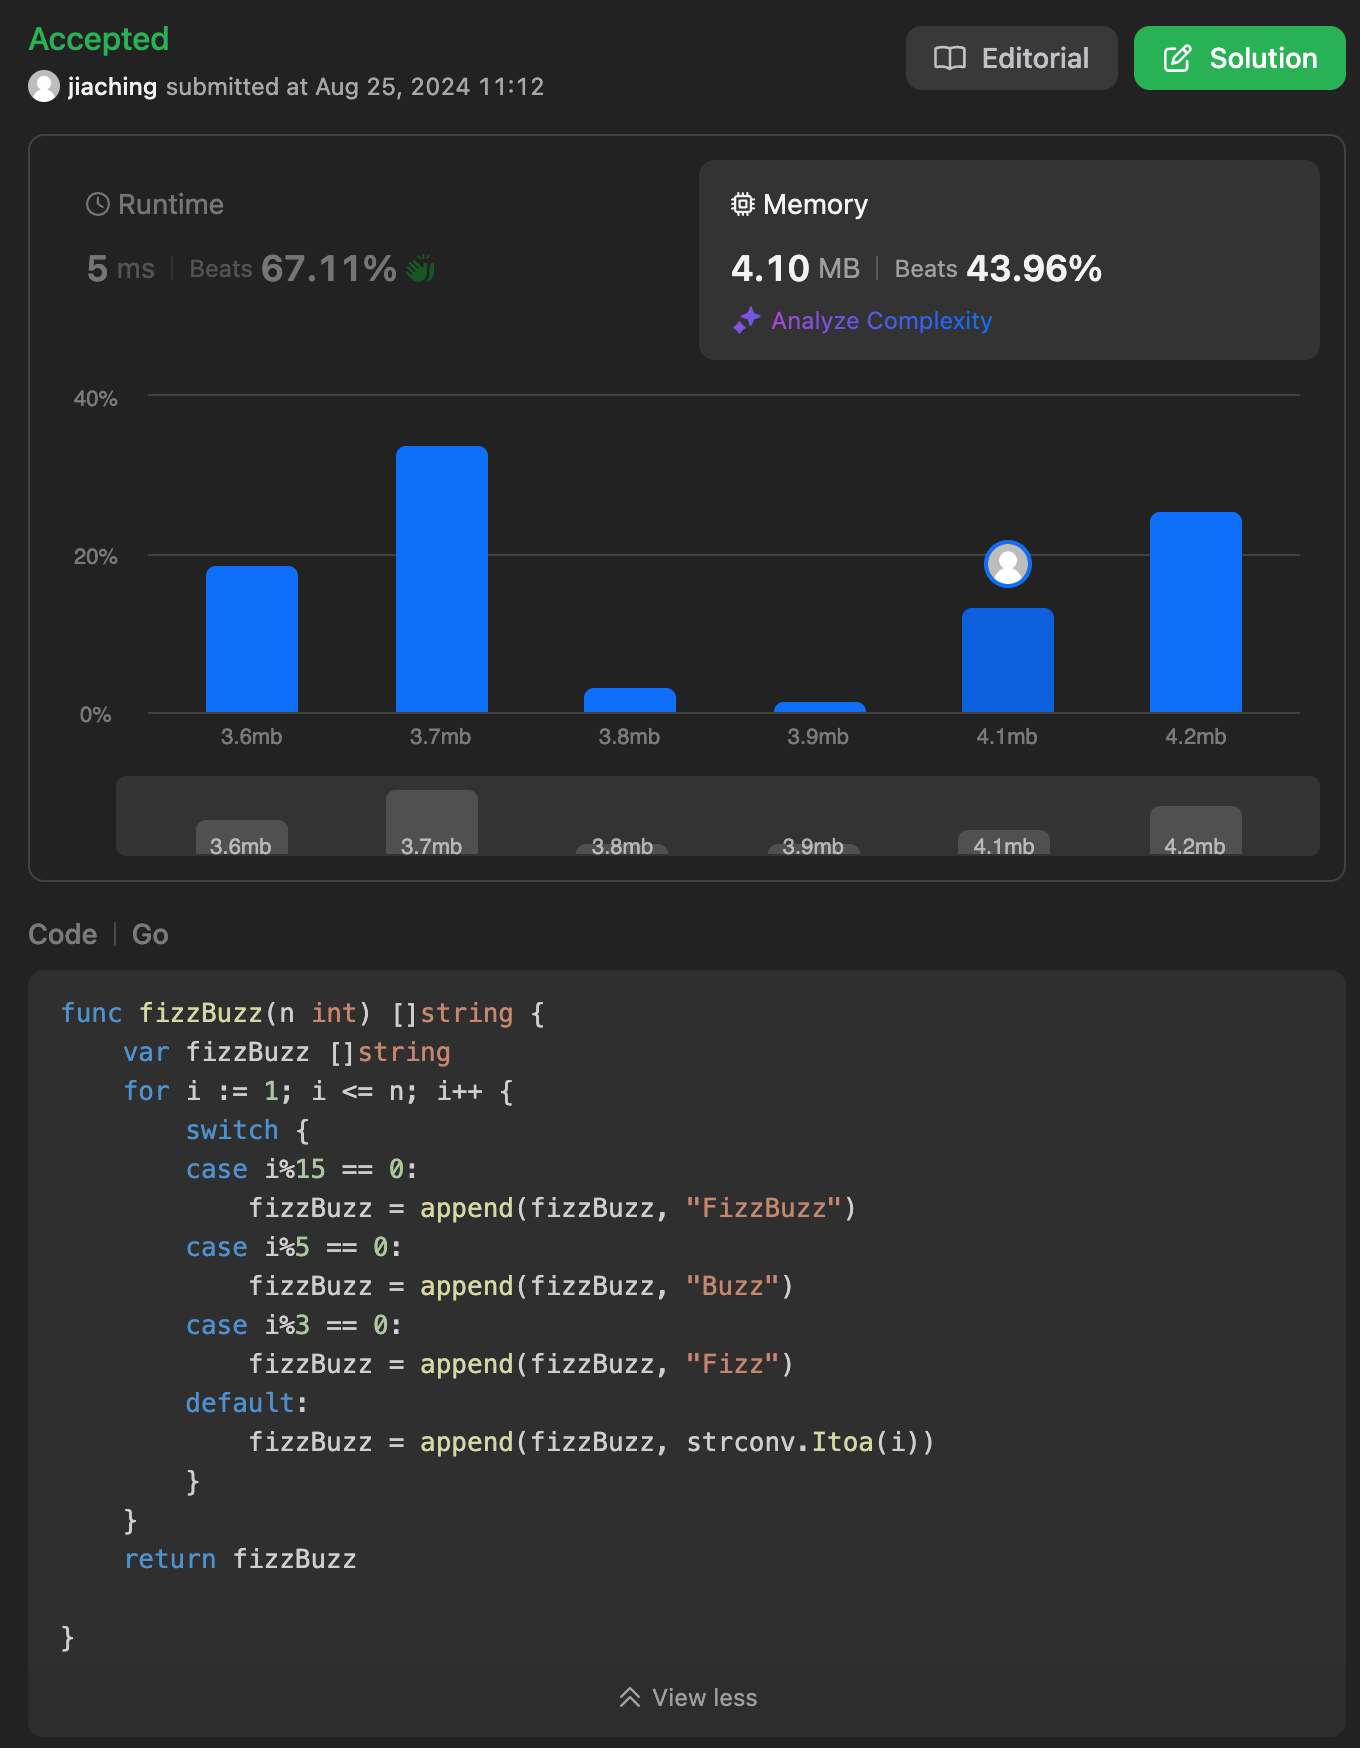 Accepted
Editorial
Solution
jiaching submitted at Aug 25, 2024 11:12
Runtime
5 ms | Beats 67.11%
Memory
4.10 MB | Beats 43.96%
Analyze Complexity
40%
20%
0%
3.6mb 3.7mb 3.8mb 3.9mb 4.1mb 4.2mb
3.6mb 3.7mb 3.8mb 3.9mb 4.1mb 4.2mb
Code | Go
func fizzBuzz(n int) []string {
    var fizzBuzz []string
    for i := 1; i <= n; i++ {
        switch {
        case i%15 == 0:
            fizzBuzz = append(fizzBuzz, "FizzBuzz")
        case i%5 == 0:
            fizzBuzz = append(fizzBuzz, "Buzz")
        case i%3 == 0:
            fizzBuzz = append(fizzBuzz, "Fizz")
        default:
            fizzBuzz = append(fizzBuzz, strconv.Itoa(i))
        }
    }
    return fizzBuzz
}
View less